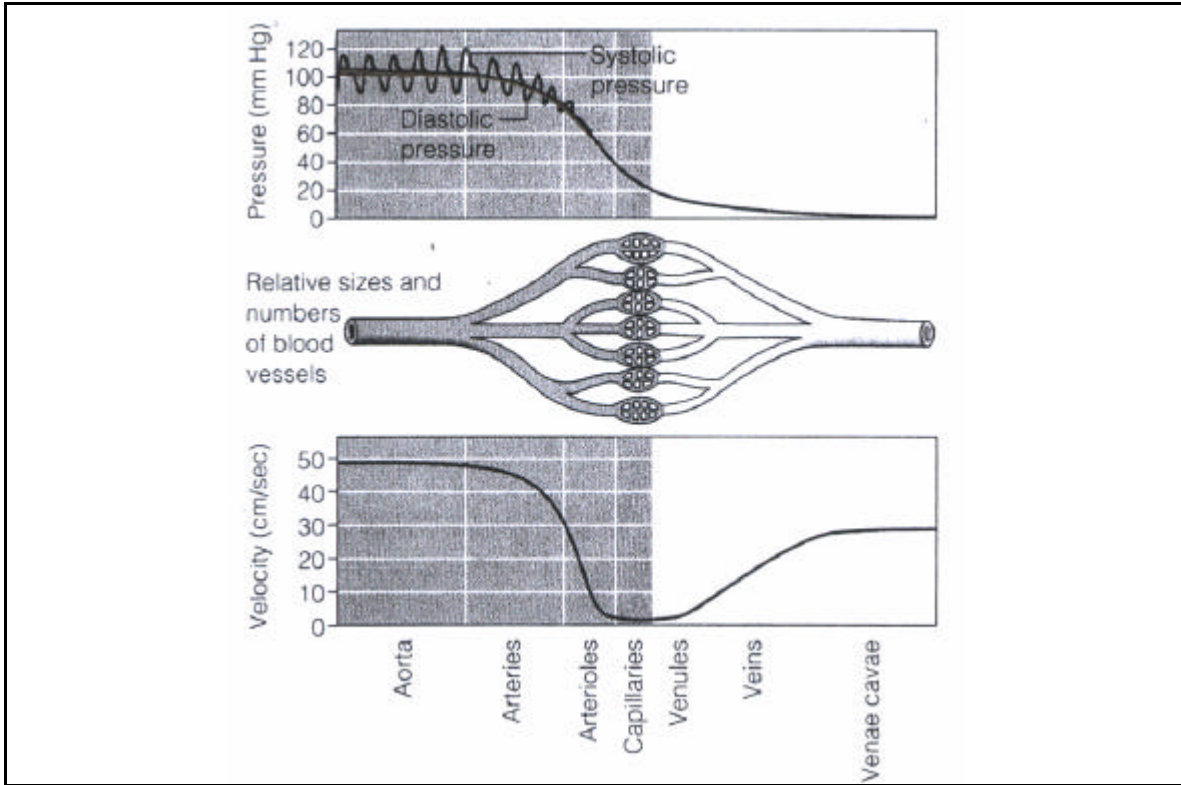 Pressure (mm Hg)
120
100
80
60
40
20
0
Systolic
pressure
Diastolic
pressure
Relative sizes and
numbers
of blood
vessels
Velocity (cm/sec)
50
40
30
20
10
0
Aorta
Arteries
Arterioles
Capillaries
Venules
Veins
Venae cavae